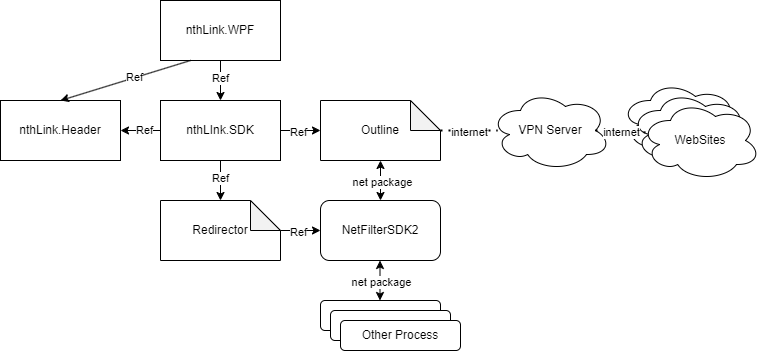 nthLink.WPF
Ref
Ref
nthLink.Header
Ref
nthLInk.SDK
Ref
Outline
*internet*
VPN Server
internet*
WebSites
Ref
net package
Redirector
Ref
NetFilterSDK2
net package
Other Process